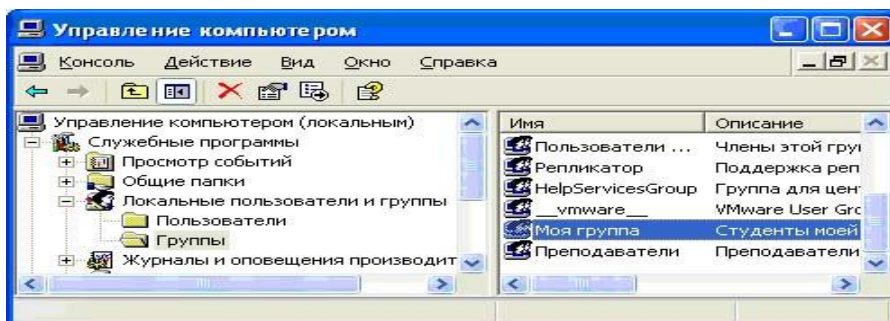 Управление компьютером
Консоль Действие Вид Окно Справка
Управление компьютером (локальным)
Служебные программы
Просмотр событий
Общие папки
Локальные пользователи и группы
Пользователи
Группы
Журналы и оповещения производит
Имя Описание
Пользователи ... Члены этой груп
Репликатор Поддержка реп
HelpServicesGroup Группа для цен
__vmware__ VMware User Grc
Моя группа Студенты моей
Преподаватели Преподаватели